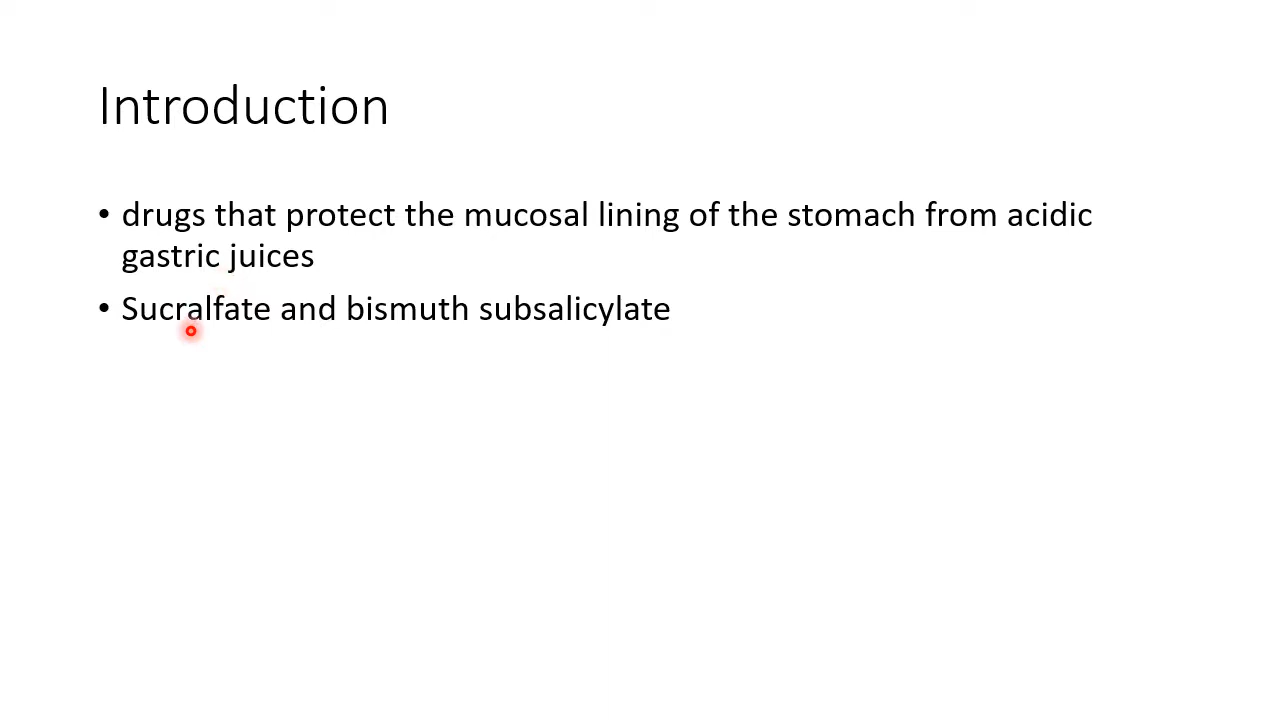 Introduction
• drugs that protect the mucosal lining of the stomach from acidic
gastric juices
• Sucralfate and bismuth subsalicylate